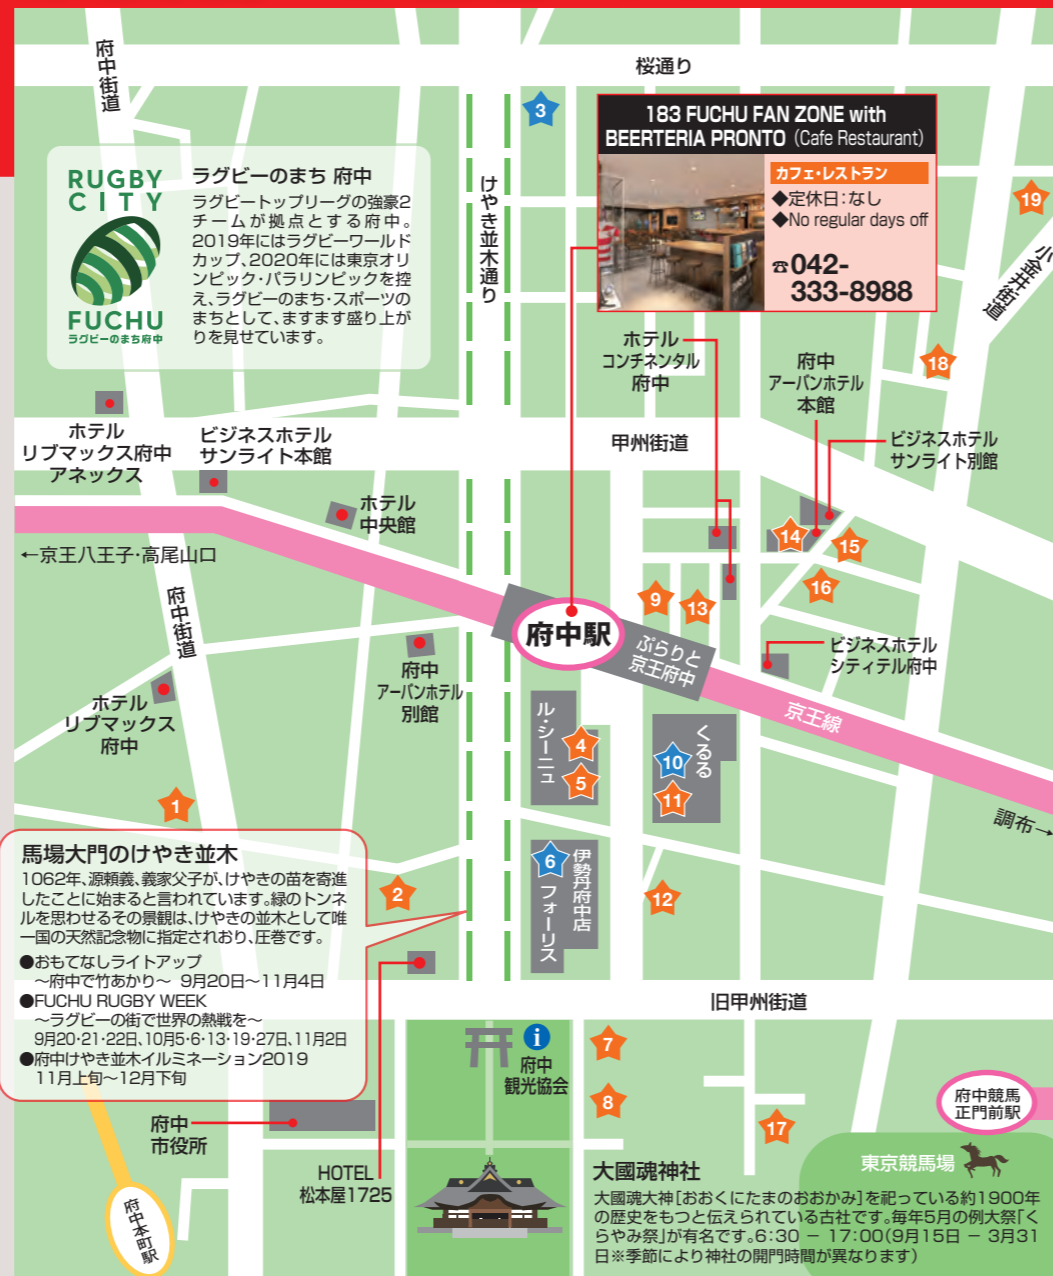 府中街道
桜通り
3
183 FUCHU FAN ZONE with
BEERTERIA PRONTO (Cafe Restaurant)
カフェ・レストラン
◆定休日：なし
◆No regular days off
☎042-
333-8988
RUGBY
CITY
FUCHU
ラグビーのまち府中
ラグビーのまち 府中
ラグビートップリーグの強豪2
チームが拠点とする府中。
2019年にはラグビーワールド
カップ、2020年には東京オリ
ンピック・パラリンピックを控
え、ラグビーのまち・スポーツの
まちとして、ますます盛り上が
りを見せています。
けやき並木通り
19
小金井街道
18
ホテル
コンチネンタル
府中
府中
アーバンホテル
本館
ホテル
リブマックス府中
アネックス
ビジネスホテル
サンライト本館
甲州街道
ビジネスホテル
サンライト別館
ホテル
中央館
14
15
16
←京王八王子・高尾山口
府中街道
9
13
府中駅
ぷらりと
京王府中
ビジネスホテル
シティテル府中
府中
アーバンホテル
別館
ホテル
リブマックス
府中
京王線
ル・シーニュ
4
5
くるる
10
11
調布→
1
2
6
伊勢丹府中店
フォーリス
12
馬場大門のけやき並木
1062年、源頼義、義家父子が、けやきの苗を寄進
したことに始まると言われています。緑のトンネ
ルを思わせるその景観は、けやきの並木として唯
一国の天然記念物に指定されおり、圧巻です。
●おもてなしライトアップ
～府中で竹あかり～ 9月20日～11月4日
●FUCHU RUGBY WEEK
～ラグビーの街で世界の熱戦を～
9月20・21・22日、10月5・6・13・19・27日、11月2日
●府中けやき並木イルミネーション2019
11月上旬～12月下旬
旧甲州街道
i
府中
観光協会
7
8
17
府中競馬
正門前駅
東京競馬場
府中
市役所
HOTEL
松本屋1725
府中本町駅
大國魂神社
大國魂大神[おおくにたまのおおかみ]を祀っている約1900年
の歴史をもつと伝えられている古社です。毎年5月の例大祭「く
らやみ祭」が有名です。6:30 － 17:00(9月15日 － 3月31
日※季節により神社の開門時間が異なります)